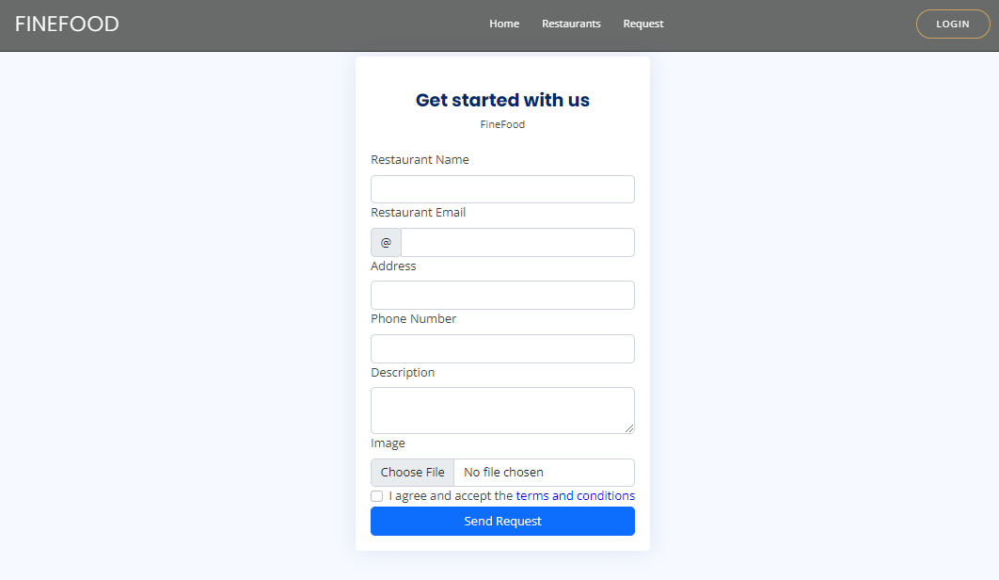 FINEFOOD
Home Restaurants Request
LOGIN
Get started with us
FineFood
Restaurant Name
Restaurant Email
@
Address
Phone Number
Description
Image
Choose File No file chosen
I agree and accept the terms and conditions
Send Request